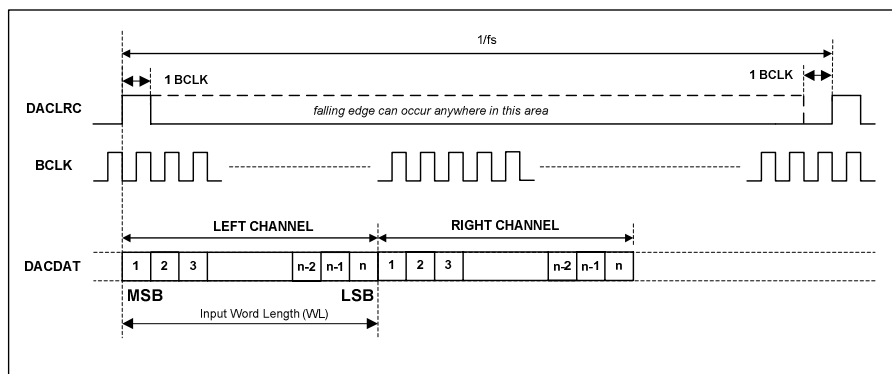 1/fs
1 BCLK
1 BCLK
DACLRC
falling edge can occur anywhere in this area
BCLK
LEFT CHANNEL
RIGHT CHANNEL
DACDAT
1 2 3 n-2 n-1 n 1 2 3 n-2 n-1 n
MSB
LSB
Input Word Length (WL)